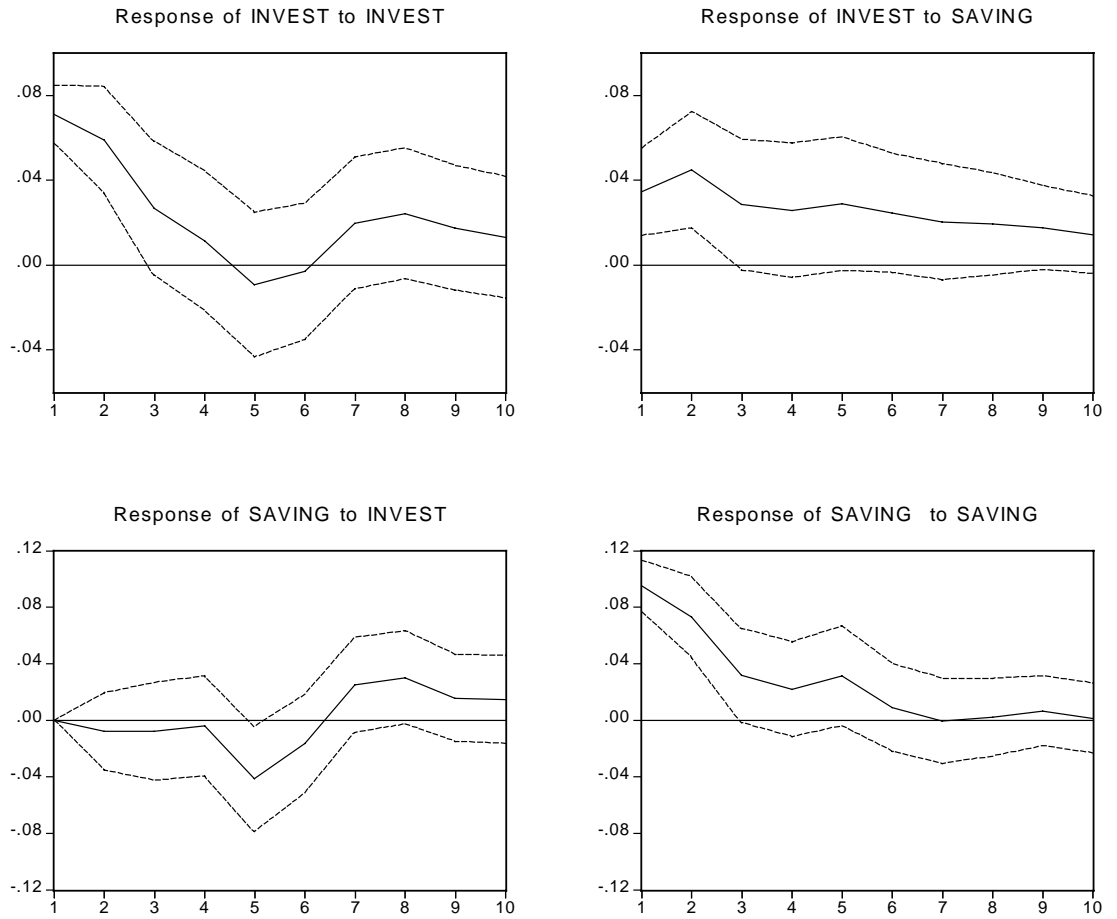 Response of INVEST to INVEST
.08
.04
.00
-.04
1 2 3 4 5 6 7 8 9 10
Response of INVEST to SAVING
.08
.04
.00
-.04
1 2 3 4 5 6 7 8 9 10
Response of SAVING to INVEST
.12
.08
.04
.00
-.04
-.08
-.12
1 2 3 4 5 6 7 8 9 10
Response of SAVING to SAVING
.12
.08
.04
.00
-.04
-.08
-.12
1 2 3 4 5 6 7 8 9 10